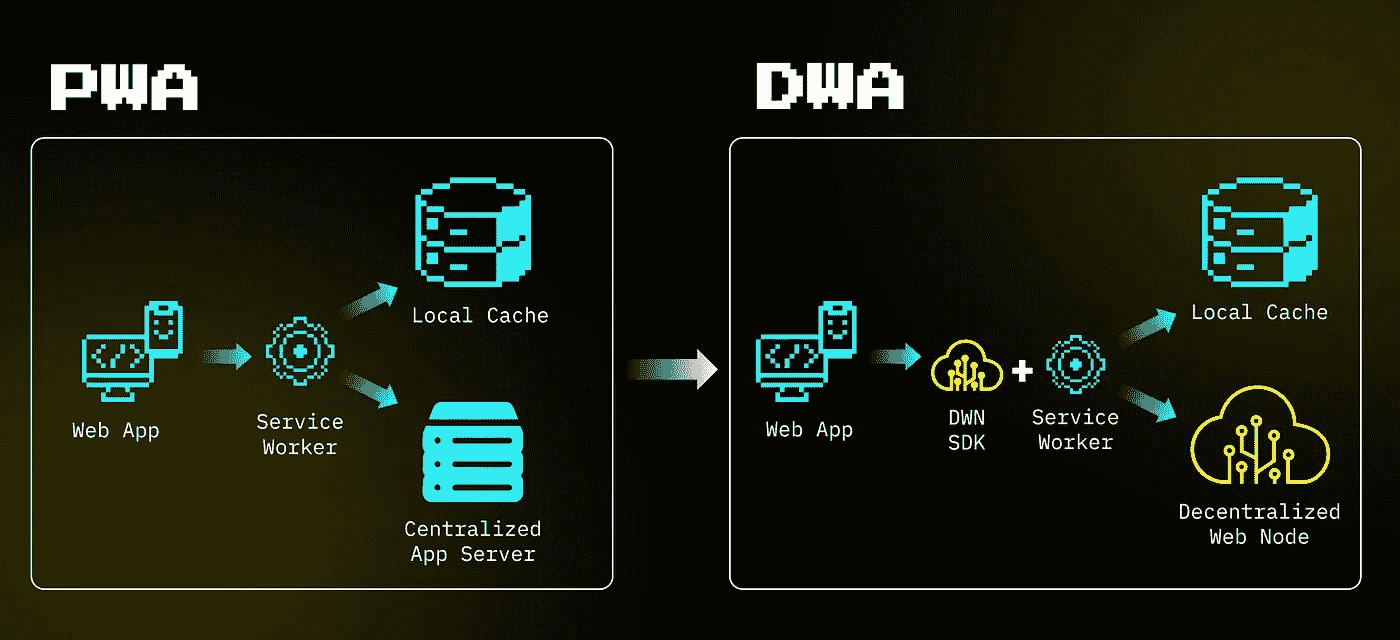 PWA
Local Cache
Web App
Service
Worker
Centralized
App Server
DWA
Local Cache
Web App
DWN
SDK
+
Service
Worker
Decentralized
Web Node